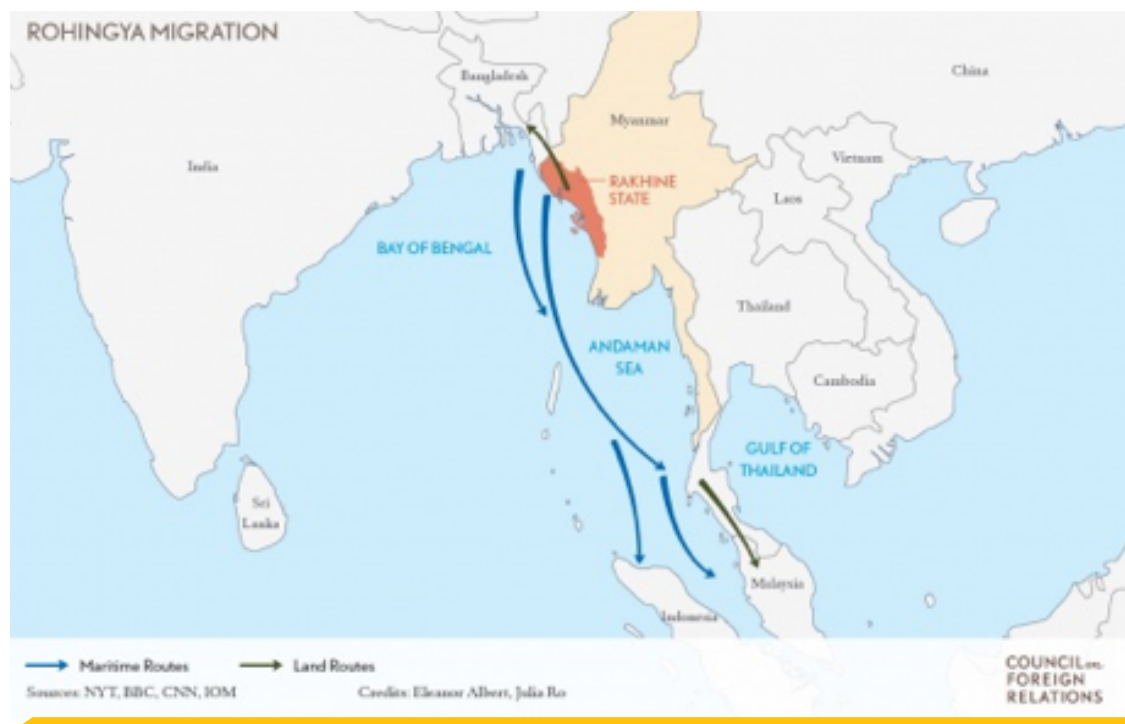 ROHINGYA MIGRATION
Bangladesh
China
Myanmar
India
Vietnam
RAKHINE
STATE
Laos
BAY OF BENGAL
Thailand
ANDAMAN
SEA
Cambodia
GULF OF
THAILAND
Sri
Lanka
Malaysia
Indonesia
Maritime Routes
Land Routes
Sources: NYT, BBC, CNN, IOM
Credits: Eleanor Albert, Julia Ro
COUNCIL on
FOREIGN
RELATIONS